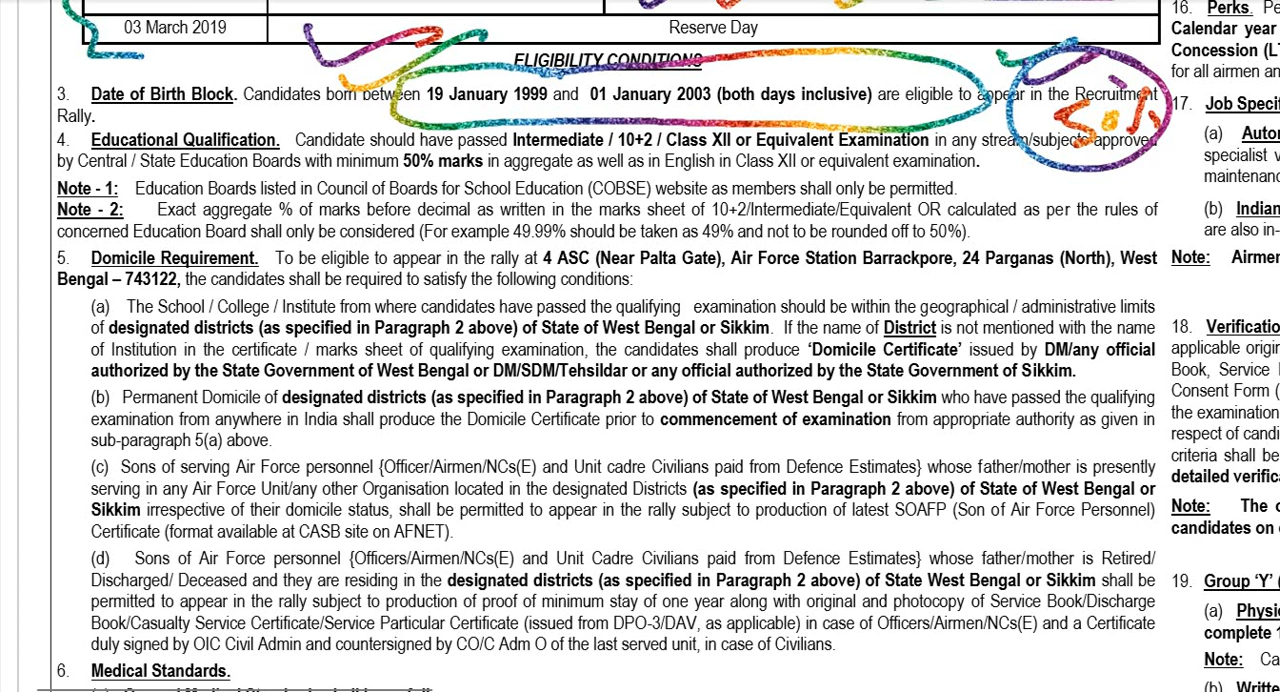 03 March 2019 Reserve Day
ELIGIBILITY CONDITIONS
3. Date of Birth Block. Candidates born between 19 January 1999 and 01 January 2003 (both days inclusive) are eligible to appear in the Recruitment
Rally.
50%
4. Educational Qualification. Candidate should have passed Intermediate / 10+2 / Class XII or Equivalent Examination in any stream/subjects approved
by Central / State Education Boards with minimum 50% marks in aggregate as well as in English in Class XII or equivalent examination.
Note - 1: Education Boards listed in Council of Boards for School Education (COBSE) website as members shall only be permitted.
Note - 2: Exact aggregate % of marks before decimal as written in the marks sheet of 10+2/Intermediate/Equivalent OR calculated as per the rules of
concerned Education Board shall only be considered (For example 49.99% should be taken as 49% and not to be rounded off to 50%).
5. Domicile Requirement. To be eligible to appear in the rally at 4 ASC (Near Palta Gate), Air Force Station Barrackpore, 24 Parganas (North), West
Bengal – 743122, the candidates shall be required to satisfy the following conditions:
(a) The School / College / Institute from where candidates have passed the qualifying examination should be within the geographical / administrative limits
of designated districts (as specified in Paragraph 2 above) of State of West Bengal or Sikkim. If the name of District is not mentioned with the name
of Institution in the certificate / marks sheet of qualifying examination, the candidates shall produce ‘Domicile Certificate’ issued by DM/any official
authorized by the State Government of West Bengal or DM/SDM/Tehsildar or any official authorized by the State Government of Sikkim.
(b) Permanent Domicile of designated districts (as specified in Paragraph 2 above) of State of West Bengal or Sikkim who have passed the qualifying
examination from anywhere in India shall produce the Domicile Certificate prior to commencement of examination from appropriate authority as given in
sub-paragraph 5(a) above.
(c) Sons of serving Air Force personnel {Officer/Airmen/NCs(E) and Unit cadre Civilians paid from Defence Estimates} whose father/mother is presently
serving in any Air Force Unit/any other Organisation located in the designated Districts (as specified in Paragraph 2 above) of State of West Bengal or
Sikkim irrespective of their domicile status, shall be permitted to appear in the rally subject to production of latest SOAFP (Son of Air Force Personnel)
Certificate (format available at CASB site on AFNET).
(d) Sons of Air Force personnel {Officers/Airmen/NCs(E) and Unit Cadre Civilians paid from Defence Estimates} whose father/mother is Retired/
Discharged/ Deceased and they are residing in the designated districts (as specified in Paragraph 2 above) of State West Bengal or Sikkim shall be
permitted to appear in the rally subject to production of proof of minimum stay of one year along with original and photocopy of Service Book/Discharge
Book/Casualty Service Certificate/Service Particular Certificate (issued from DPO-3/DAV, as applicable) in case of Officers/Airmen/NCs(E) and a Certificate
duly signed by OIC Civil Admin and countersigned by CO/C Adm O of the last served unit, in case of Civilians.
6. Medical Standards.
16. Perks. Pe
Calendar year
Concession (LT
for all airmen an
17. Job Specif
(a) Auto
specialist v
maintenanc
(b) Indian
are also in-
Note: Airmen
18. Verificatio
applicable origin
Book, Service
Consent Form (
the examination
respect of candi
criteria shall be
detailed verifica
Note: The c
candidates on
19. Group ‘Y’ (
(a) Physic
complete 1
Note: Ca
(b) Writte